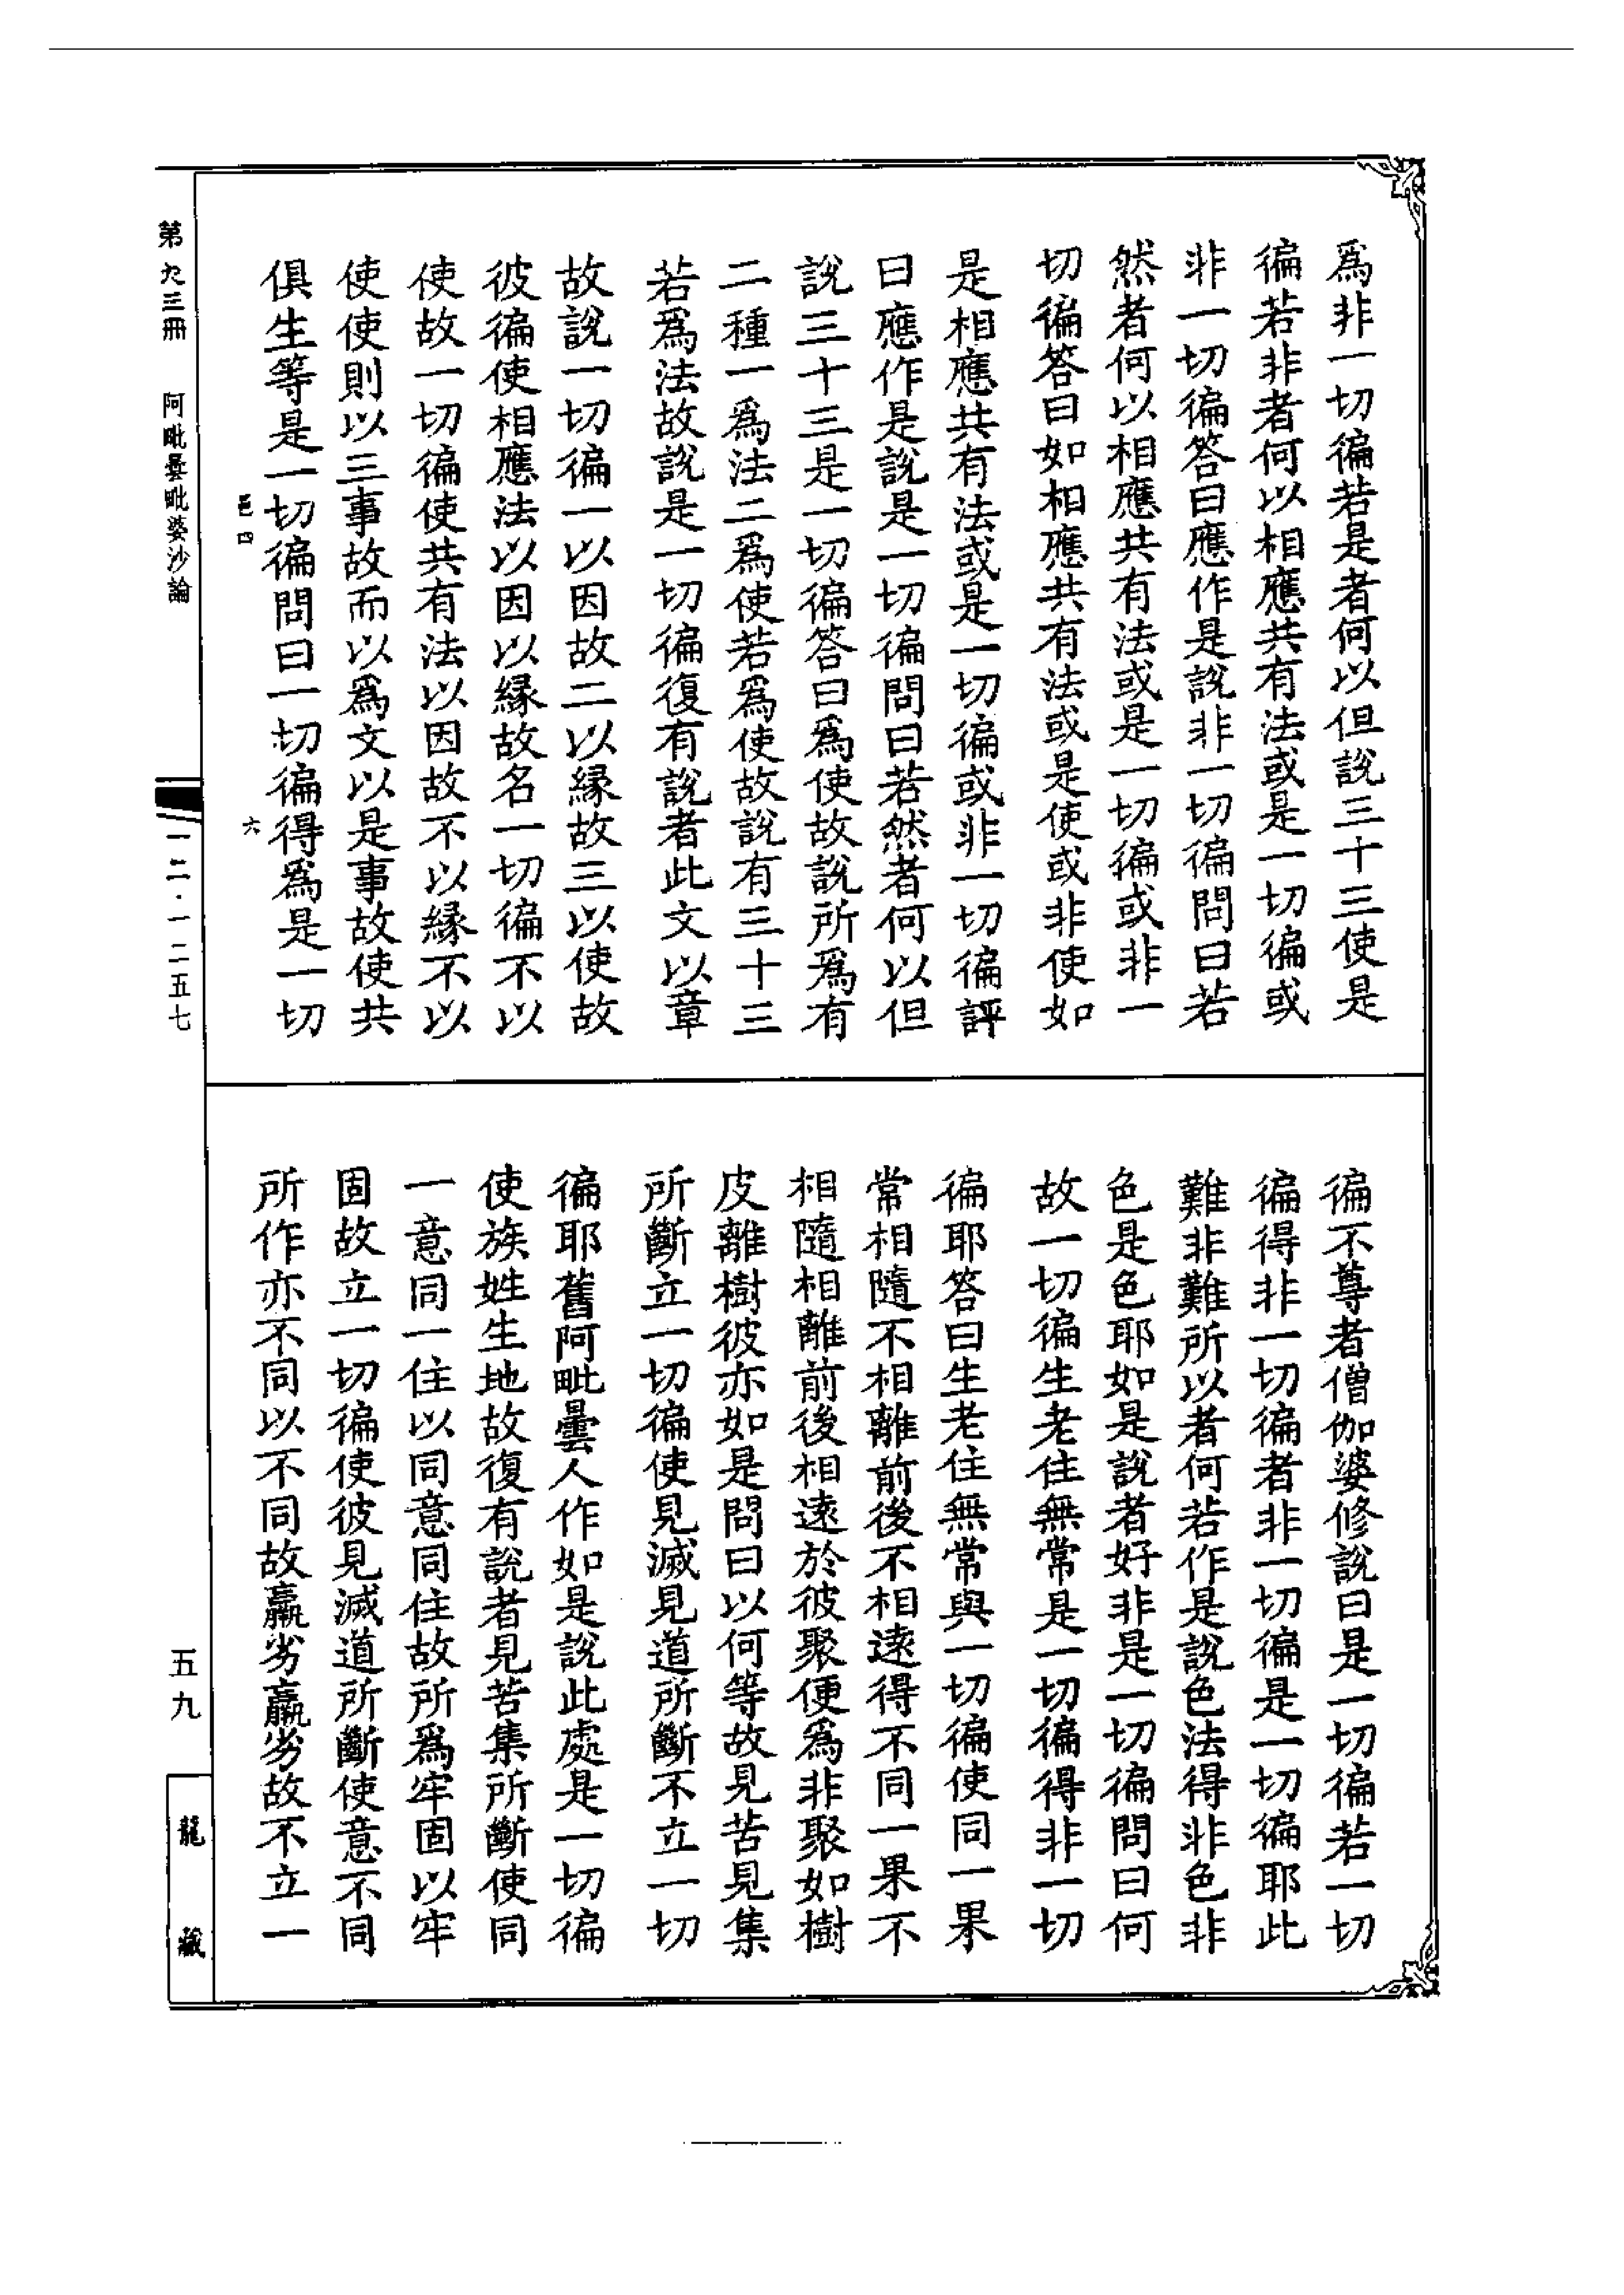 爲非一切徧若是者何以但說三十三使是
徧若非者何以相應共有法或是一切徧或
非一切徧答曰應作是說非一切徧問曰若
然者何以相應共有法或是一切徧或非一
切徧答曰如相應共有法或是使或非使如
是相應共有法或是一切徧或非一切徧評
曰應作是說是一切徧問曰若然者何以但
說三十三是一切徧答曰爲使故說所爲有
二種一爲法二爲使若爲使故說有三十三
若爲法故說是一切徧復有說者此文以章
故說一切徧一以因故二以緣故三以使故
彼徧使相應法以因以緣故名一切徧不以
使故一切徧使共有法以因故不以緣不以
使使則以三事故而以爲文以是事故使共
俱生等是一切徧問曰一切徧得爲是一切
邑四
六
徧不尊者僧伽婆修說曰是一切徧若一切
徧得非一切徧者非一切徧是一切徧耶此
難非難所以者何若作是說色法得非色非
色是色耶如是說者好非是一切徧問曰何
故一切徧生老住無常是一切徧得非一切
徧耶答曰生老住無常與一切徧使同一果
常相隨不相離前後不相遠得不同一果不
相隨相離前後相遠於彼聚便爲非聚如樹
皮離樹彼亦如是問曰以何等故見苦見集
所斷立一切徧使見滅見道所斷不立一切
徧耶舊阿毗曇人作如是說此處是一切徧
使族姓生地故復有說者見苦集所斷使同
一意同一住以同意同住故所爲牢固以牢
固故立一切徧使彼見滅道所斷使意不同
所作亦不同以不同故羸劣羸劣故不立一
第九三冊　阿毗曇毗婆沙論
一二·一二五七
五九
龍藏